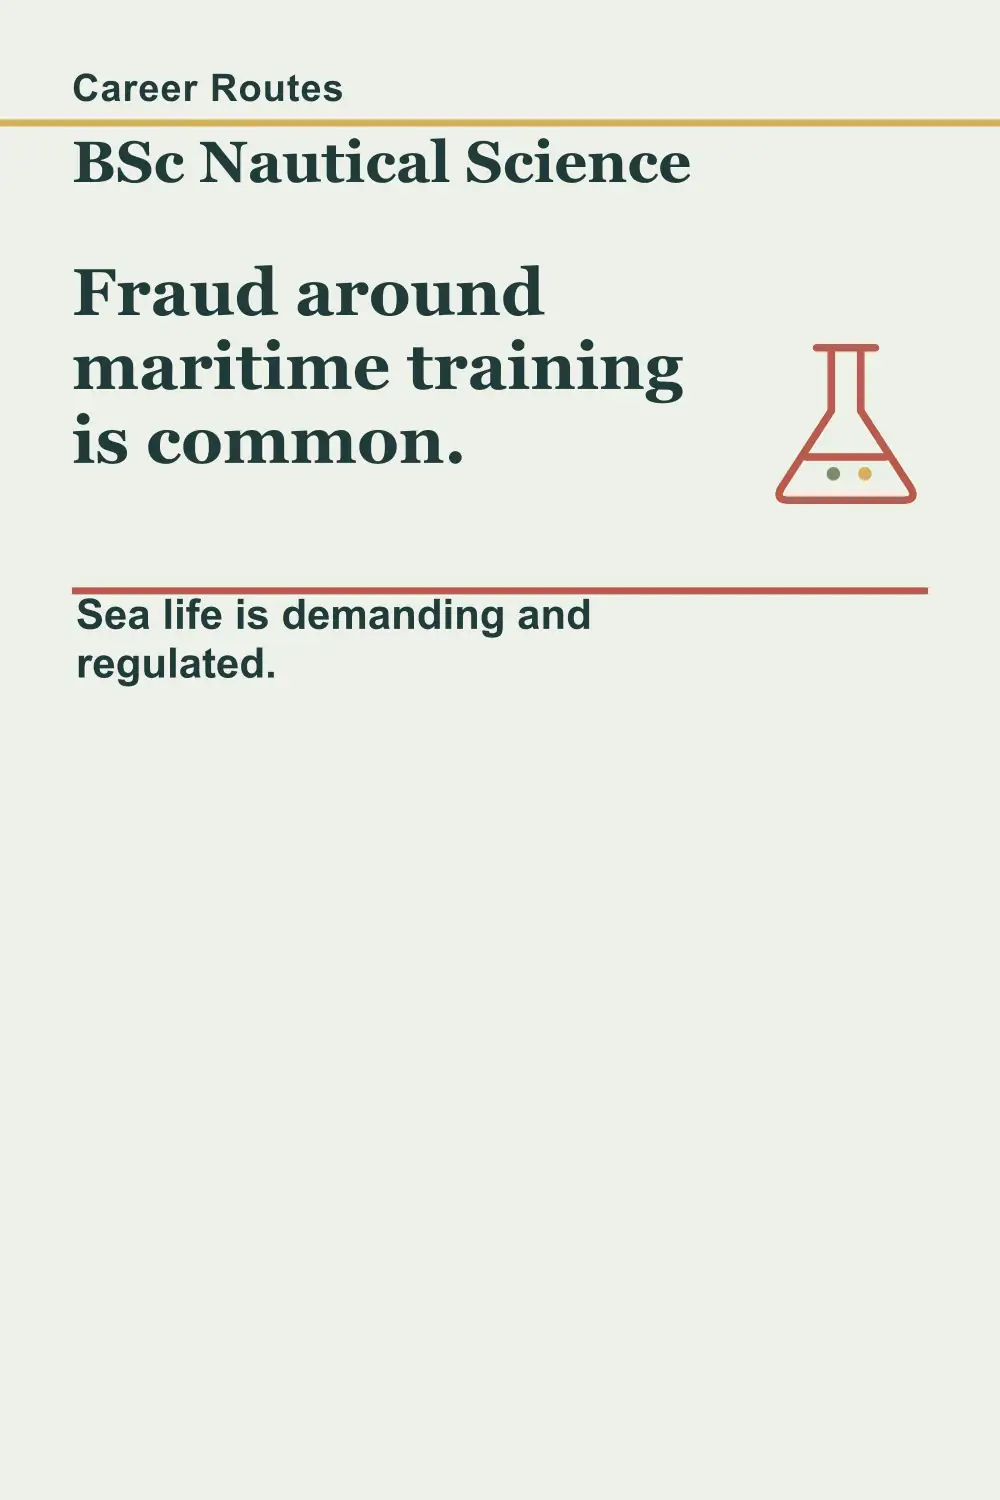 Career Routes
BSc Nautical Science
Fraud around
maritime training
is common.
Sea life is demanding and
regulated.